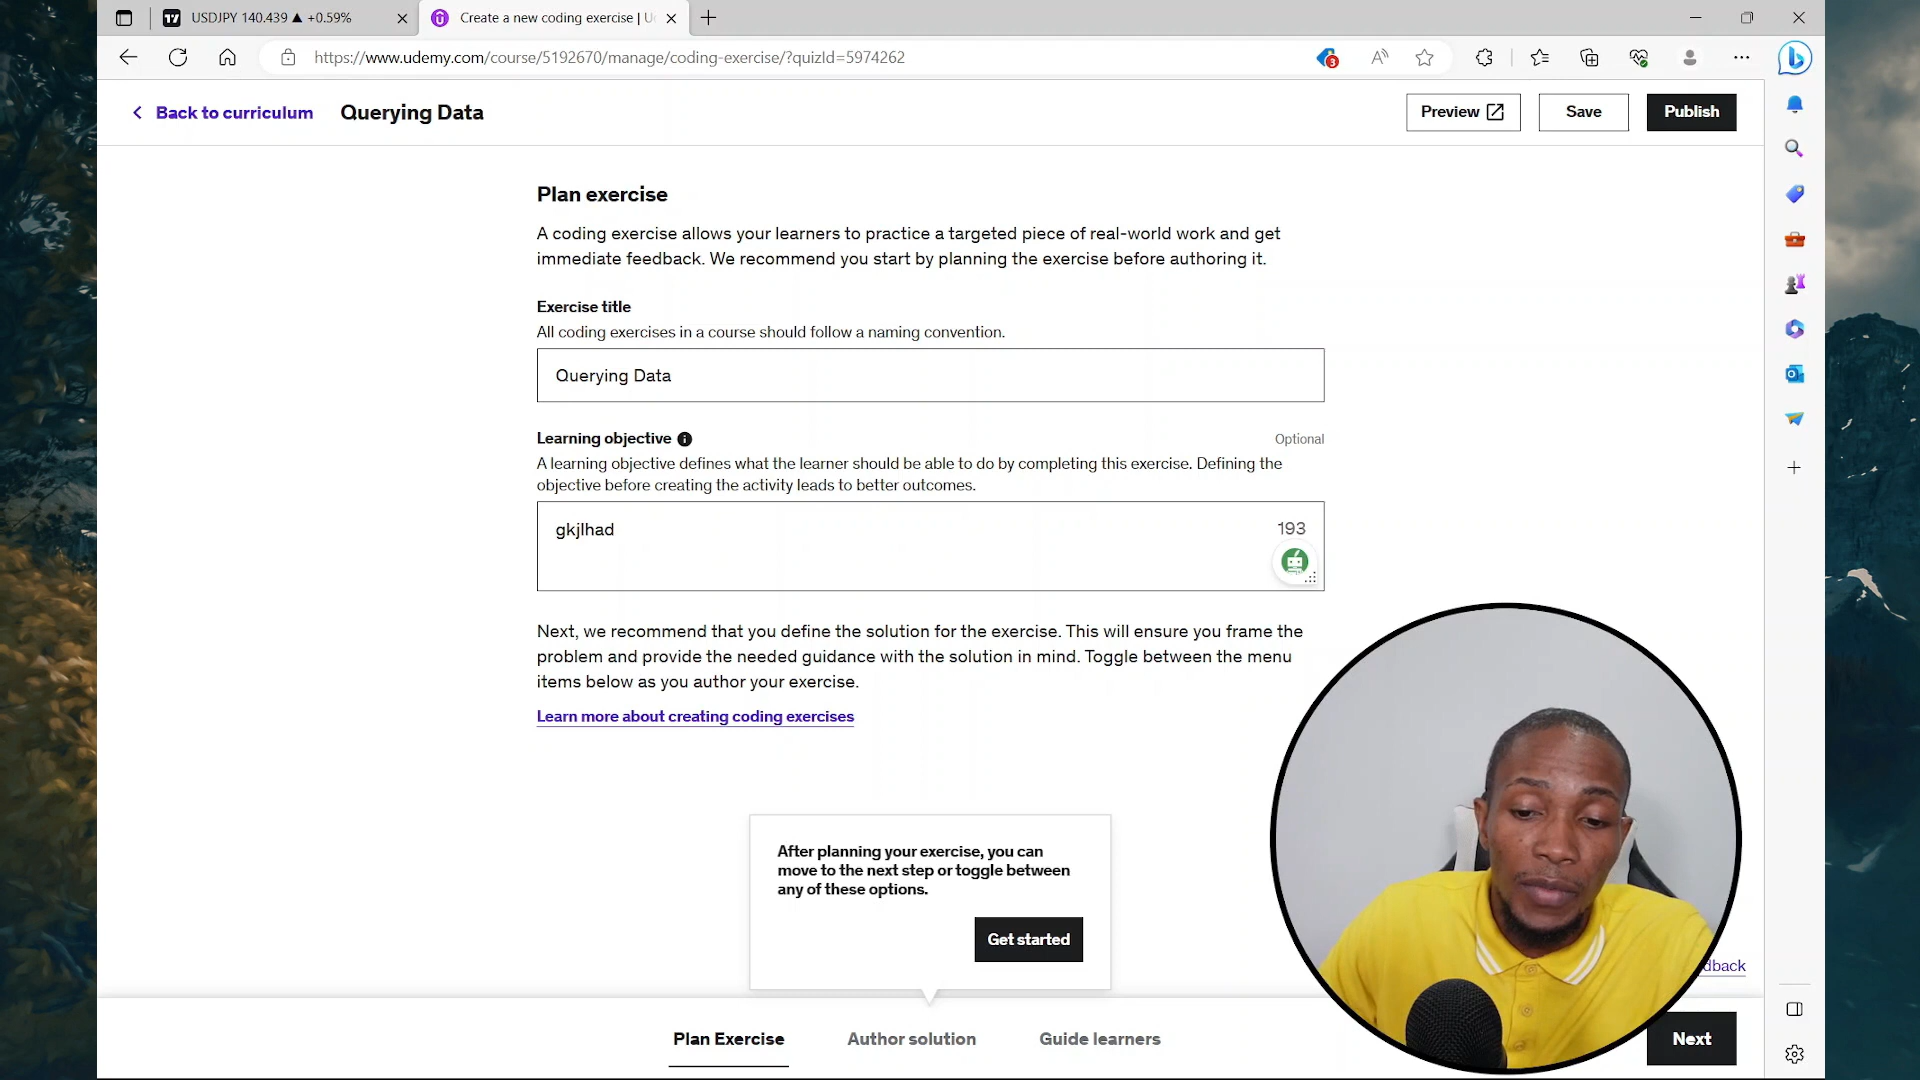 USDJPY 140.439 ▲ +0.59%
Create a new coding exercise | U
https://www.udemy.com/course/5192670/manage/coding-exercise/?quizId=5974262
3
Back to curriculum
Querying Data
Preview
Save
Publish
Plan exercise
A coding exercise allows your learners to practice a targeted piece of real-world work and get
immediate feedback. We recommend you start by planning the exercise before authoring it.
Exercise title
All coding exercises in a course should follow a naming convention.
Querying Data
Learning objective
Optional
A learning objective defines what the learner should be able to do by completing this exercise. Defining the
objective before creating the activity leads to better outcomes.
gkjlhad
193
Next, we recommend that you define the solution for the exercise. This will ensure you frame the
problem and provide the needed guidance with the solution in mind. Toggle between the menu
items below as you author your exercise.
Learn more about creating coding exercises
After planning your exercise, you can
move to the next step or toggle between
any of these options.
Get started
dback
Plan Exercise
Author solution
Guide learners
Next